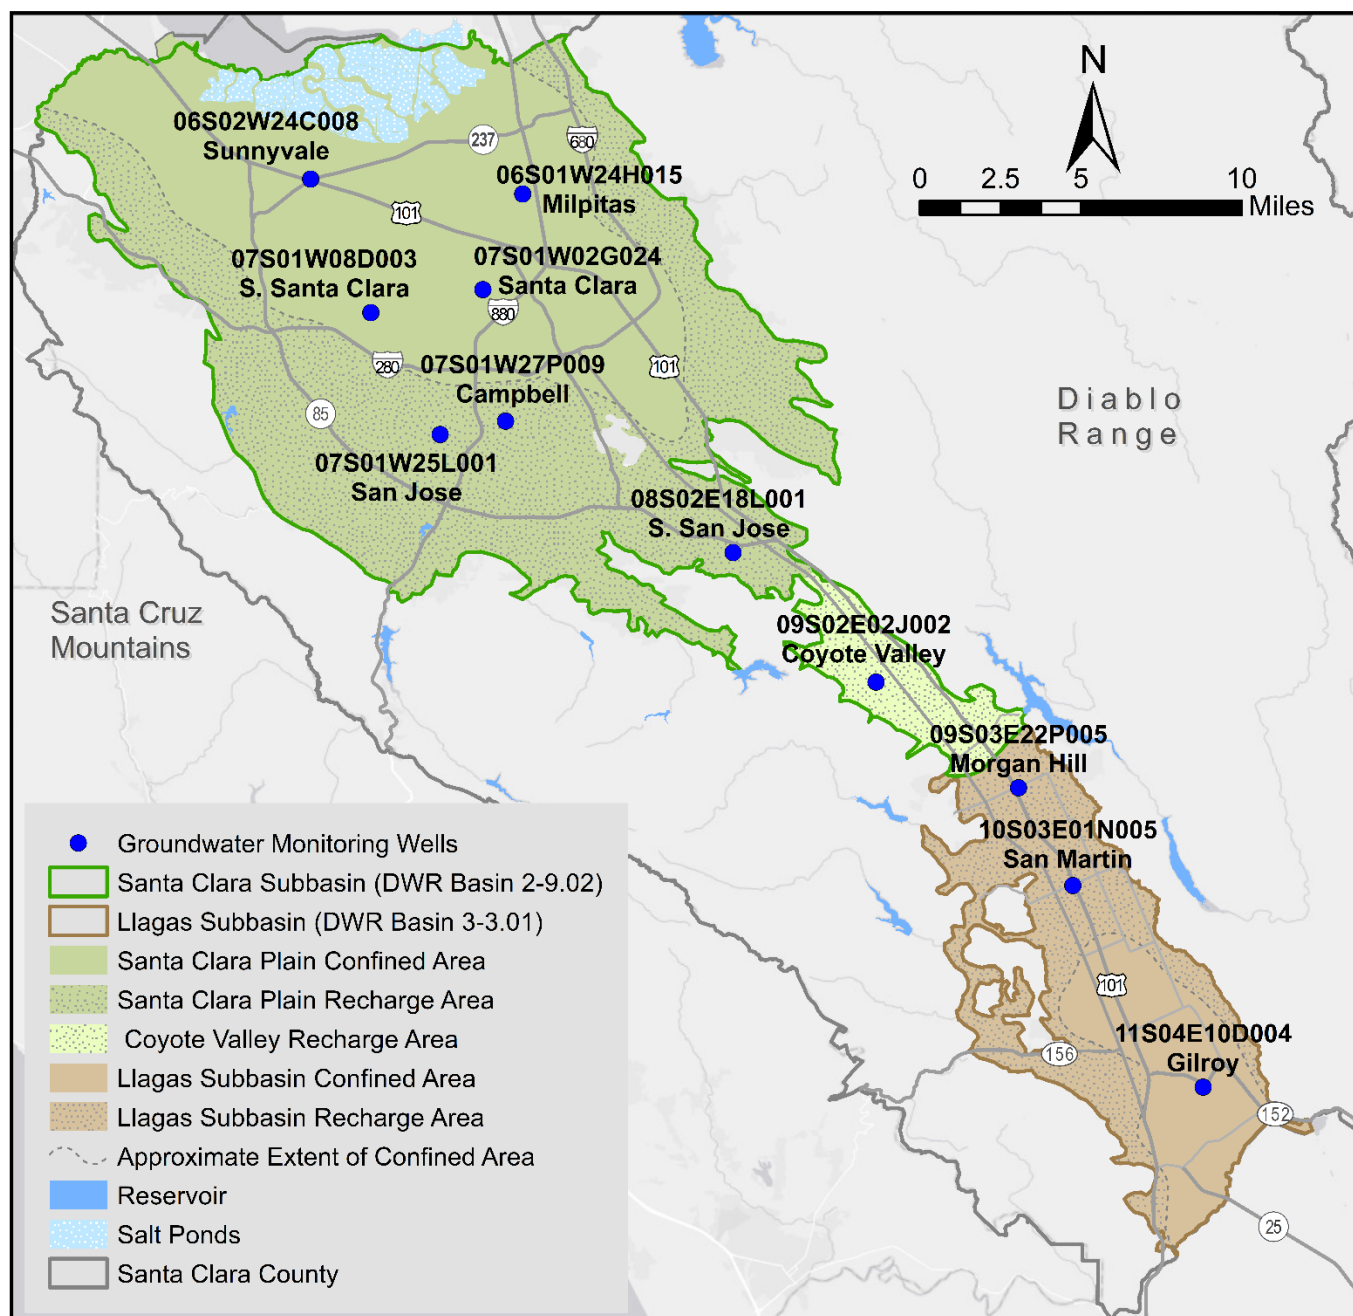 N
0 2.5 5 10
Miles
06S02W24C008
Sunnyvale
237
680
06S01W24H015
Milpitas
101
07S01W08D003
S. Santa Clara
07S01W02G024
Santa Clara
880
280
07S01W27P009
Campbell
101
85
Diablo
Range
07S01W25L001
San Jose
08S02E18L001
S. San Jose
Santa Cruz
Mountains
09S02E02J002
Coyote Valley
09S03E22P005
Morgan Hill
10S03E01N005
San Martin
101
11S04E10D004
Gilroy
156
152
25
Groundwater Monitoring Wells
Santa Clara Subbasin (DWR Basin 2-9.02)
Llagas Subbasin (DWR Basin 3-3.01)
Santa Clara Plain Confined Area
Santa Clara Plain Recharge Area
Coyote Valley Recharge Area
Llagas Subbasin Confined Area
Llagas Subbasin Recharge Area
Approximate Extent of Confined Area
Reservoir
Salt Ponds
Santa Clara County